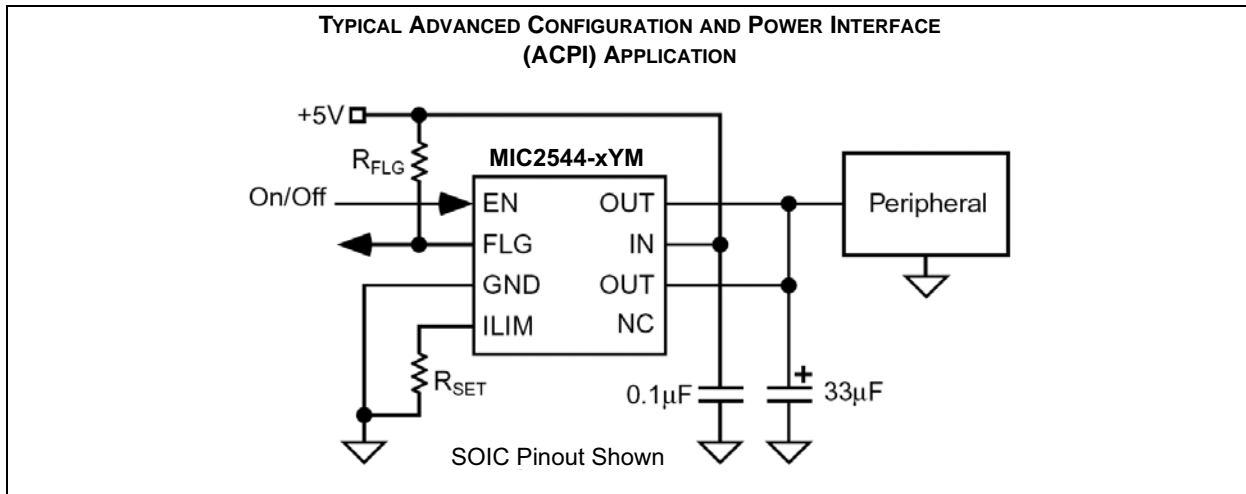 TYPICAL ADVANCED CONFIGURATION AND POWER INTERFACE
(ACPI) APPLICATION
+5V
RFLG
MIC2544-xYM
On/Off
EN
OUT
Peripheral
FLG
IN
GND
OUT
ILIM
NC
RSET
0.1µF
+
33µF
SOIC Pinout Shown